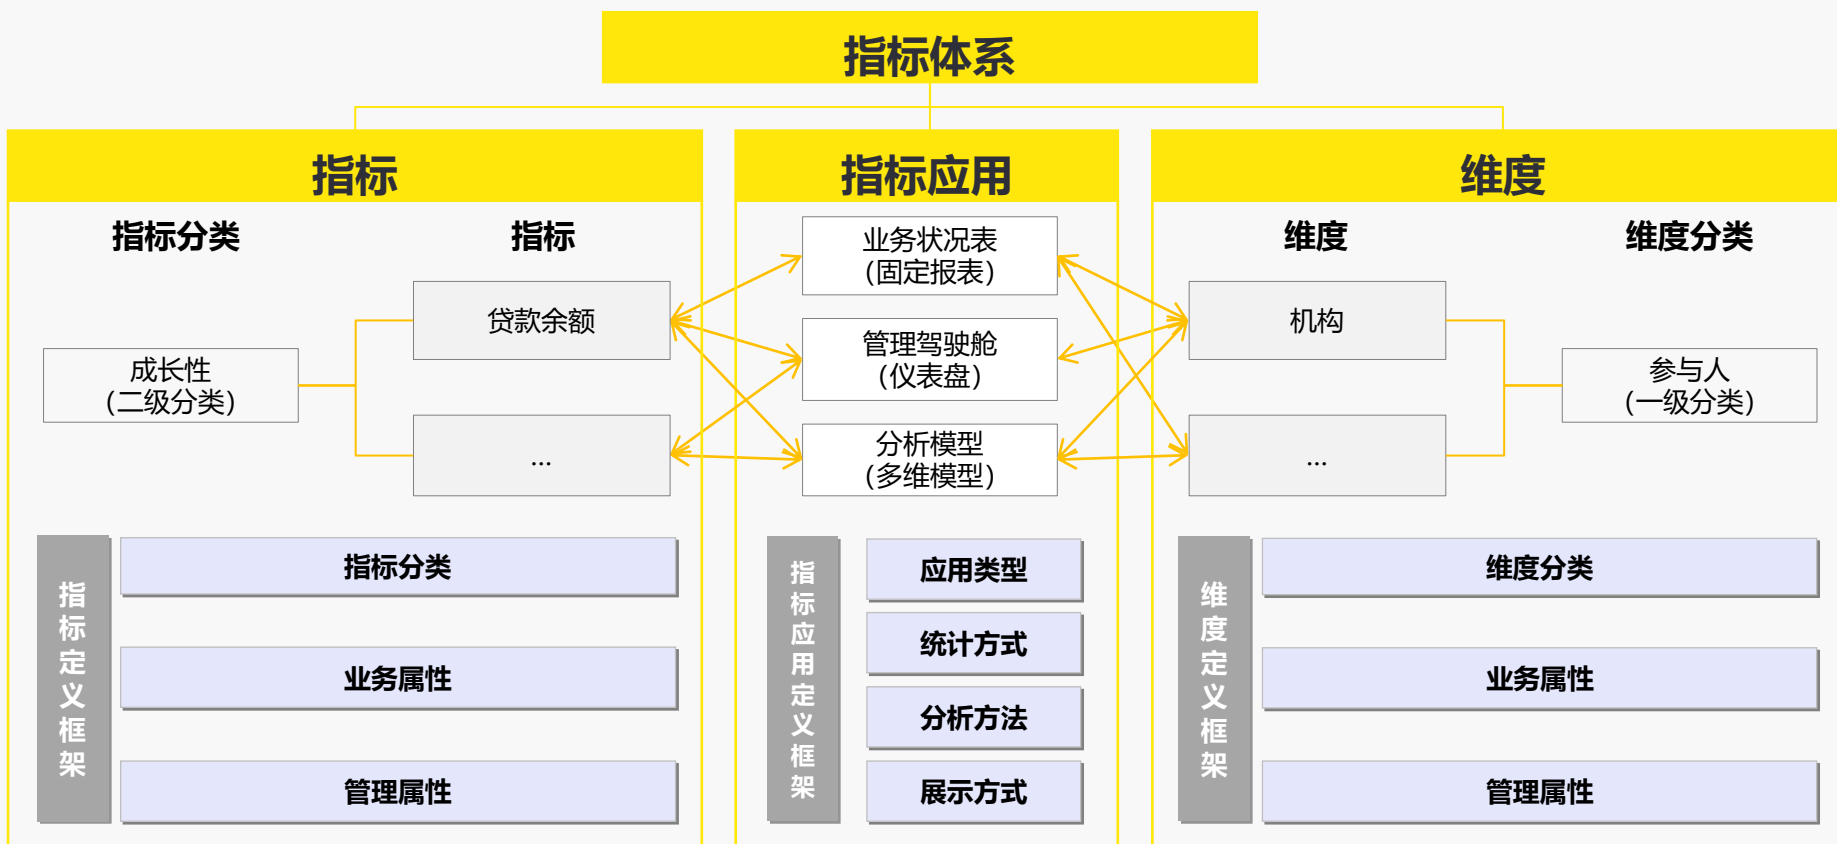 指标体系
指标
指标分类
指标
成长性
（二级分类）
贷款余额
...
指标定义框架
指标分类
业务属性
管理属性
指标应用
业务状况表
（固定报表）
管理驾驶舱
（仪表盘）
分析模型
（多维模型）
指标应用定义框架
应用类型
统计方式
分析方法
展示方式
维度
维度
维度分类
机构
...
参与人
（一级分类）
维度定义框架
维度分类
业务属性
管理属性